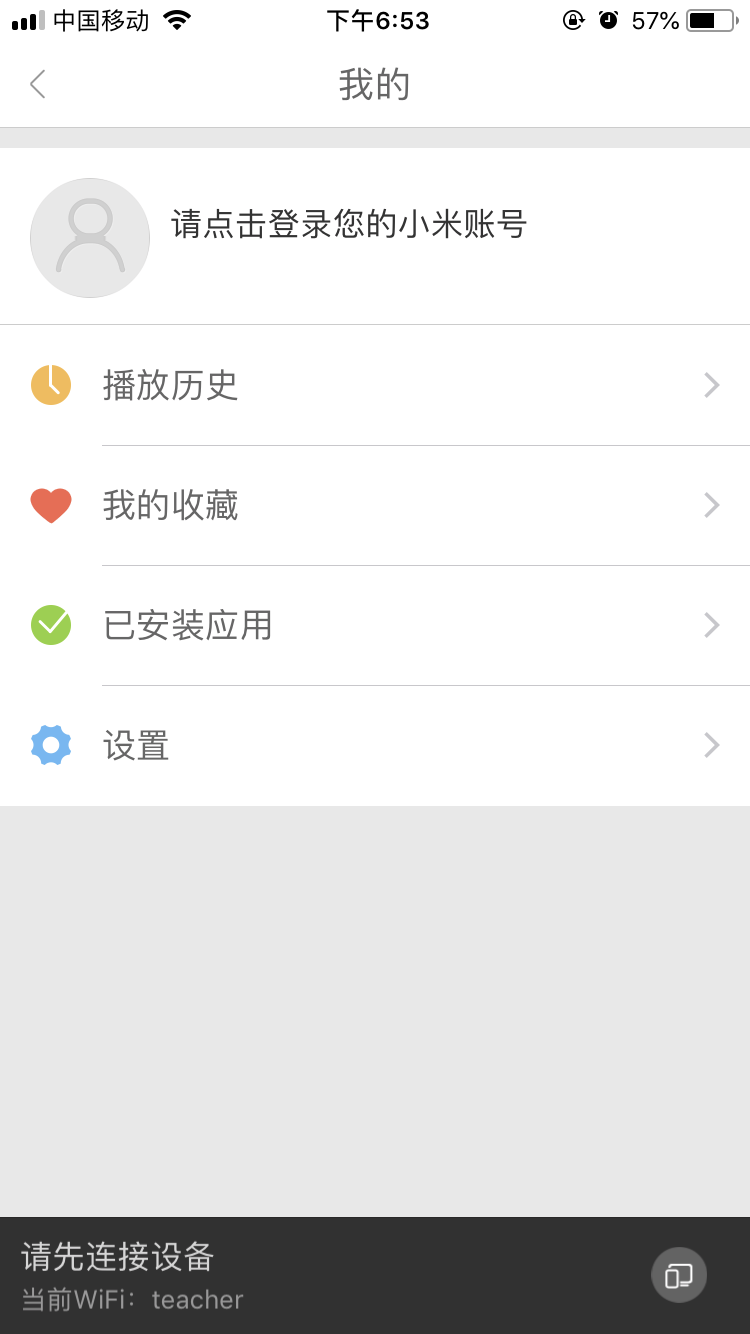 中国移动 下午6:53 57%
我的
请点击登录您的小米账号
播放历史
我的收藏
已安装应用
设置
请先连接设备
当前WiFi：teacher